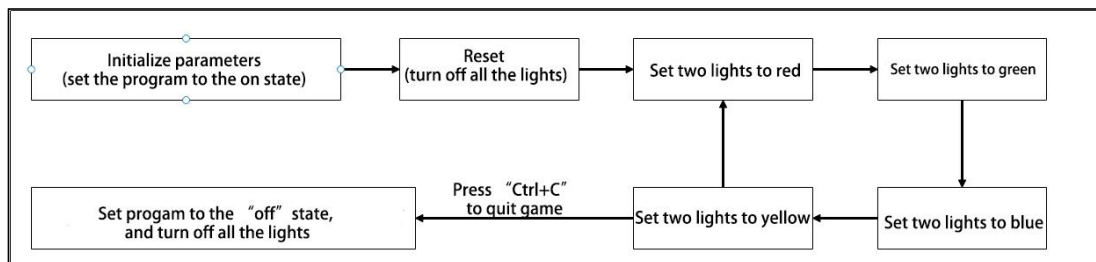 Initialize parameters
(set the program to the on state)
Reset
(turn off all the lights)
Set two lights to red
Set two lights to green
Set progam to the “off” state,
and turn off all the lights
Press “Ctrl+C”
to quit game
Set two lights to yellow
Set two lights to blue